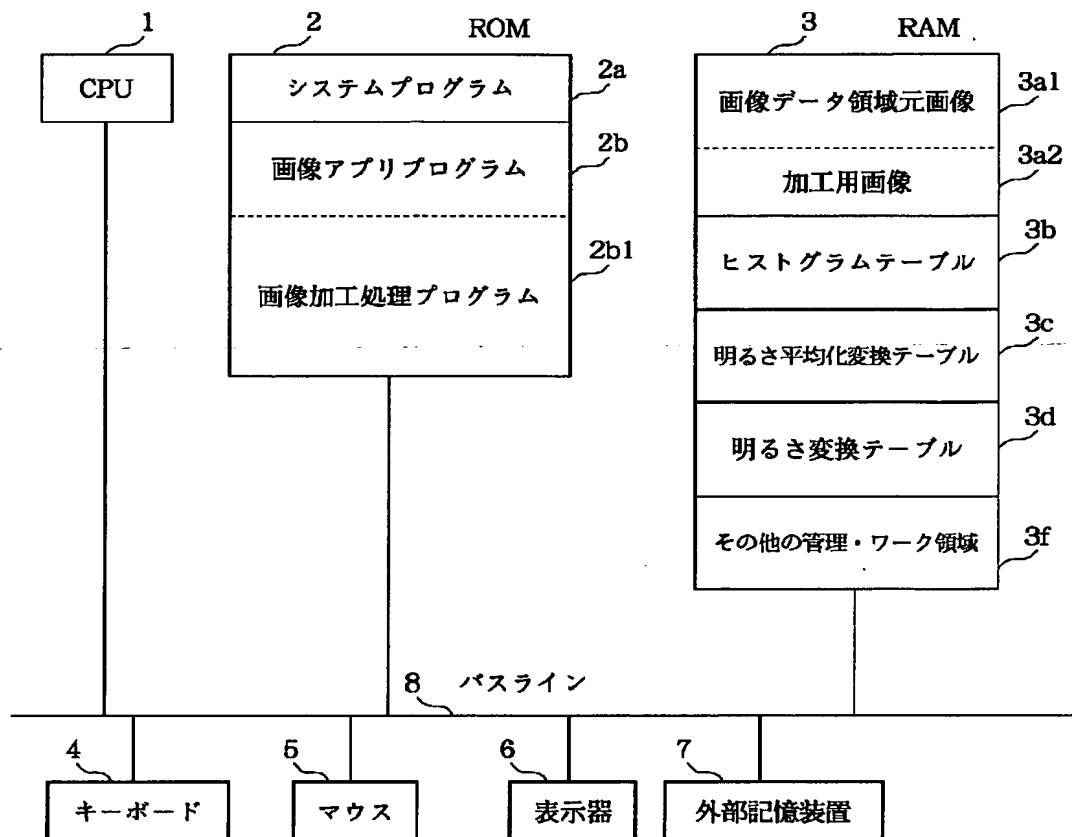 1
CPU
2
ROM
システムプログラム
2a
画像アプリプログラム
2b
画像加工処理プログラム
2b1
3
RAM
画像データ領域元画像
3a1
加工用画像
3a2
ヒストグラムテーブル
3b
明るさ平均化変換テーブル
3c
明るさ変換テーブル
3d
その他の管理・ワーク領域
3f
8
バスライン
4
キーボード
5
マウス
6
表示器
7
外部記憶装置